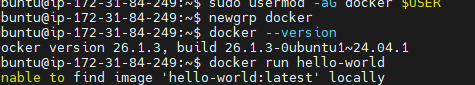 buntu@ip-172-31-84-249:~$ sudo usermod -aG docker $USER
buntu@ip-172-31-84-249:~$ newgrp docker
buntu@ip-172-31-84-249:~$ docker --version
ocker version 26.1.3, build 26.1.3-0ubuntu1~24.04.1
buntu@ip-172-31-84-249:~$ docker run hello-world
nable to find image 'hello-world:latest' locally